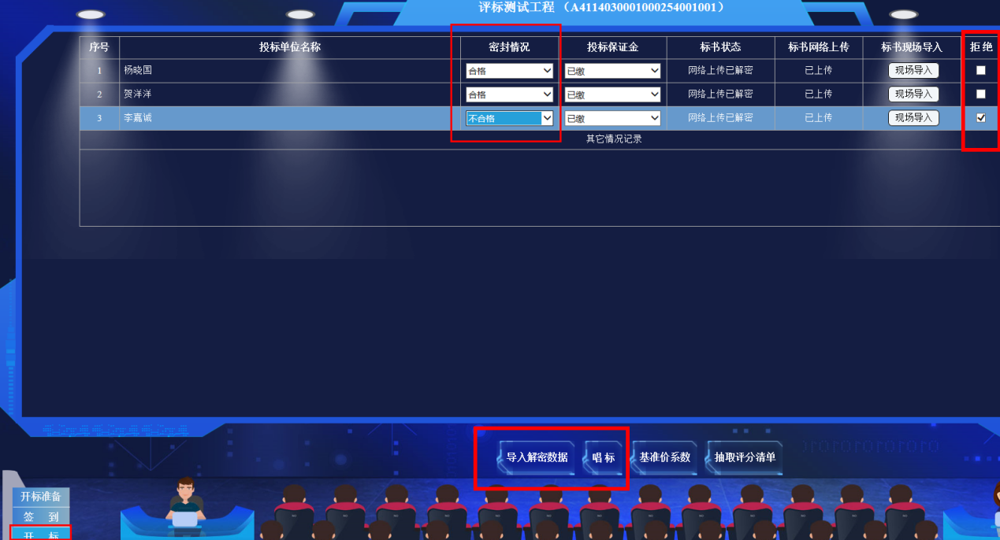 评标测试工程 （A4114030001000254001001）
序号 投标单位名称 密封情况 投标保证金 标书状态 标书网络上传 标书现场导入 拒绝
1 杨晓国 合格 已缴 网络上传已解密 已上传 现场导入
2 贺洋洋 合格 已缴 网络上传已解密 已上传 现场导入
3 李嘉诚 不合格 已缴 网络上传已解密 已上传 现场导入
其它情况记录
导入解密数据 唱标 基准价系数 抽取评分清单
开标准备
签 到
开 标